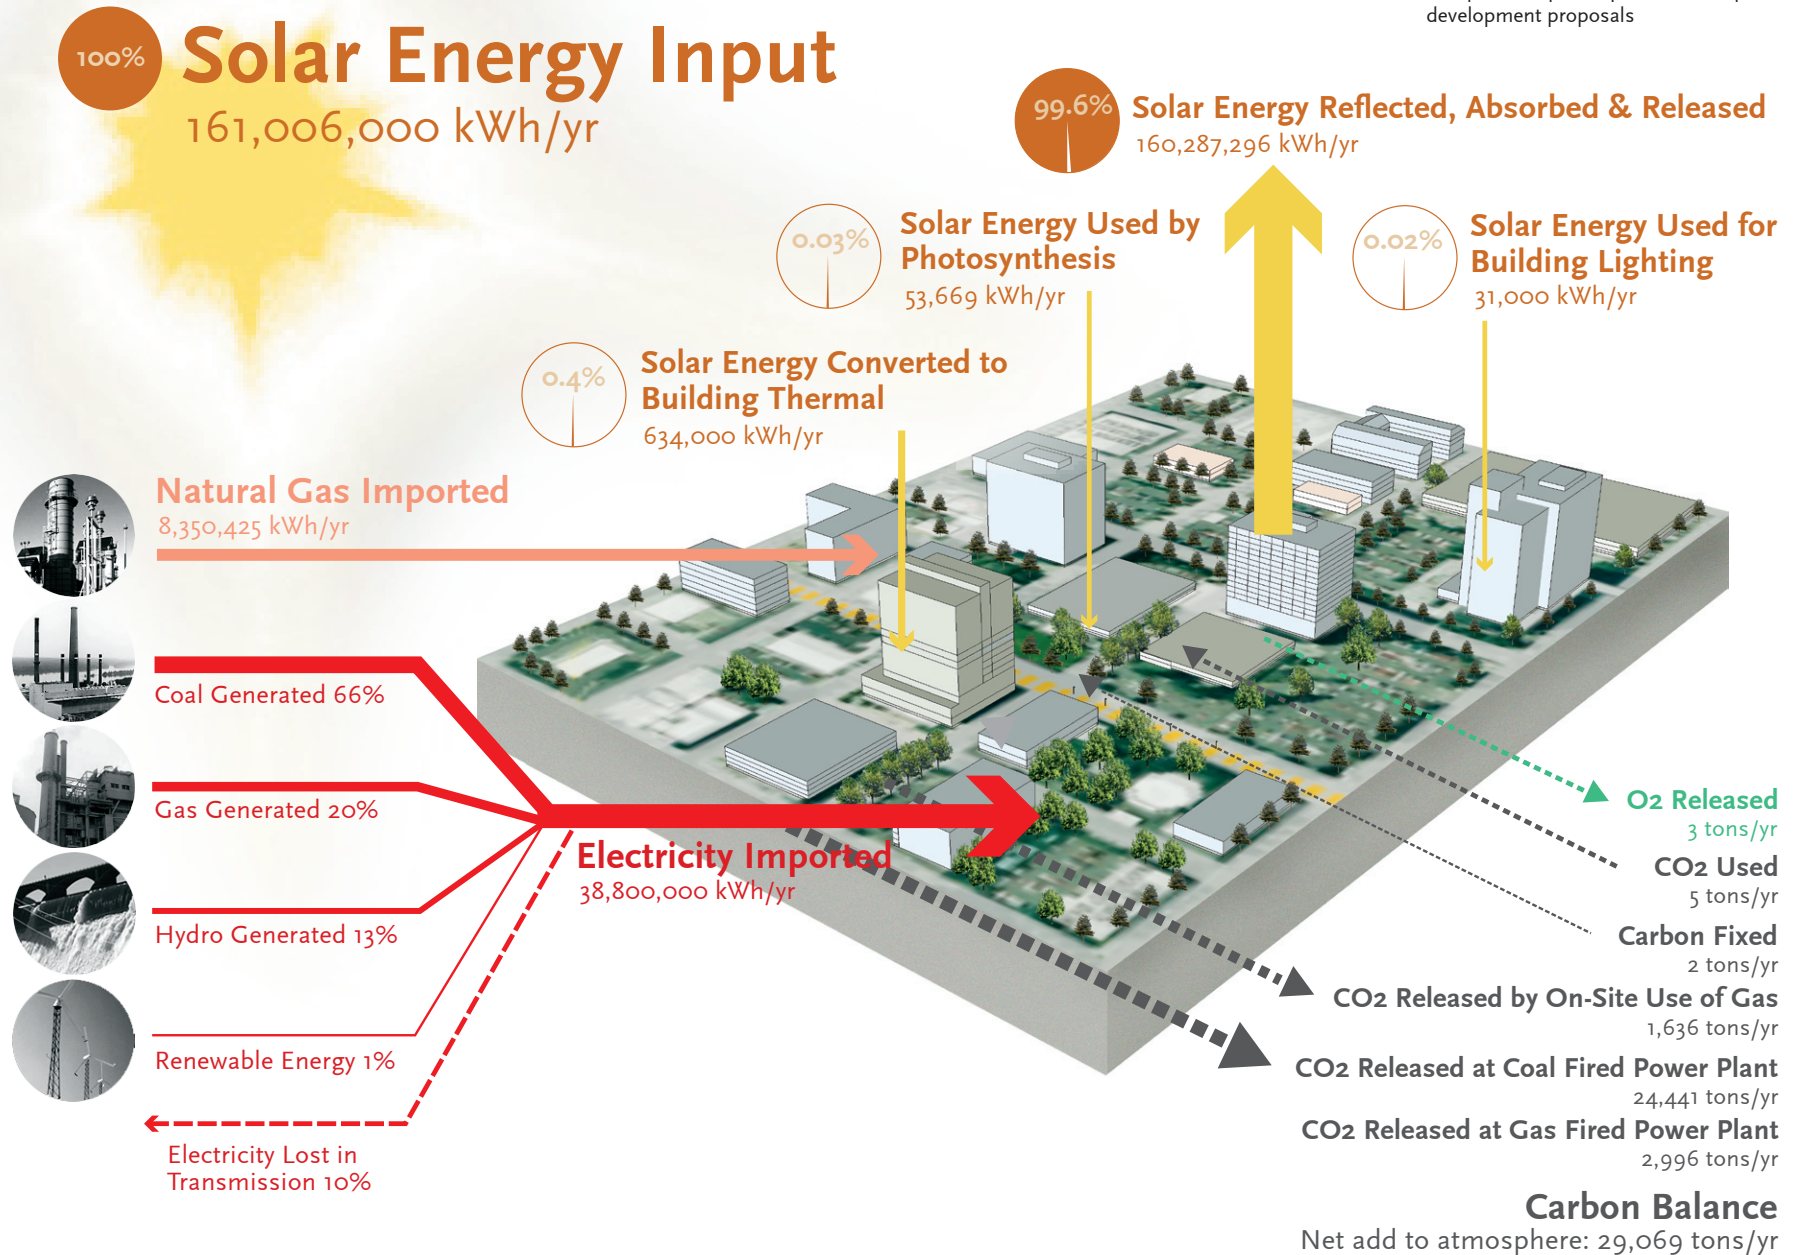 development proposals
100%
Solar Energy Input
161,006,000 kWh/yr
99.6%
Solar Energy Reflected, Absorbed & Released
160,287,296 kWh/yr
0.03%
Solar Energy Used by
Photosynthesis
53,669 kWh/yr
0.02%
Solar Energy Used for
Building Lighting
31,000 kWh/yr
0.4%
Solar Energy Converted to
Building Thermal
634,000 kWh/yr
Natural Gas Imported
8,350,425 kWh/yr
Coal Generated 66%
Gas Generated 20%
Hydro Generated 13%
Renewable Energy 1%
Electricity Lost in
Transmission 10%
Electricity Imported
38,800,000 kWh/yr
O2 Released
3 tons/yr
CO2 Used
5 tons/yr
Carbon Fixed
2 tons/yr
CO2 Released by On-Site Use of Gas
1,636 tons/yr
CO2 Released at Coal Fired Power Plant
24,441 tons/yr
CO2 Released at Gas Fired Power Plant
2,996 tons/yr
Carbon Balance
Net add to atmosphere: 29,069 tons/yr